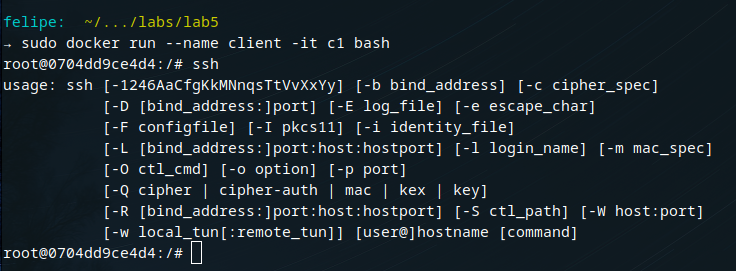 felipe: ~/.../labs/lab5
→ sudo docker run --name client -it c1 bash
root@0704dd9ce4d4:/# ssh
usage: ssh [-1246AaCfgKkMNnqsTtVvXxYy] [-b bind_address] [-c cipher_spec]
           [-D [bind_address:]port] [-E log_file] [-e escape_char]
           [-F configfile] [-I pkcs11] [-i identity_file]
           [-L [bind_address:]port:host:hostport] [-l login_name] [-m mac_spec]
           [-O ctl_cmd] [-o option] [-p port]
           [-Q cipher | cipher-auth | mac | kex | key]
           [-R [bind_address:]port:host:hostport] [-S ctl_path] [-W host:port]
           [-w local_tun[:remote_tun]] [user@]hostname [command]
root@0704dd9ce4d4:/#